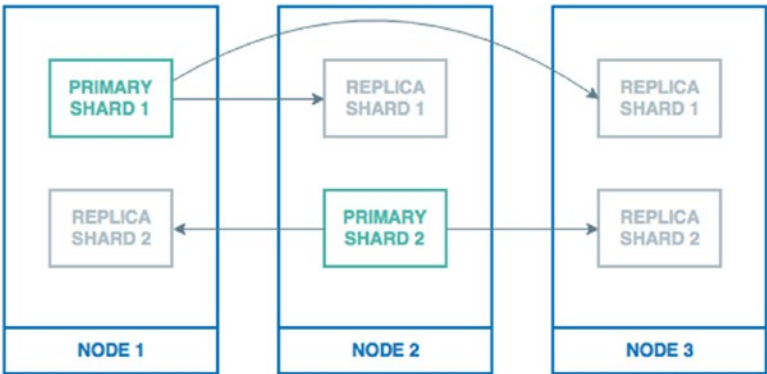 PRIMARY
SHARD 1
REPLICA
SHARD 1
REPLICA
SHARD 1
REPLICA
SHARD 2
PRIMARY
SHARD 2
REPLICA
SHARD 2
NODE 1
NODE 2
NODE 3